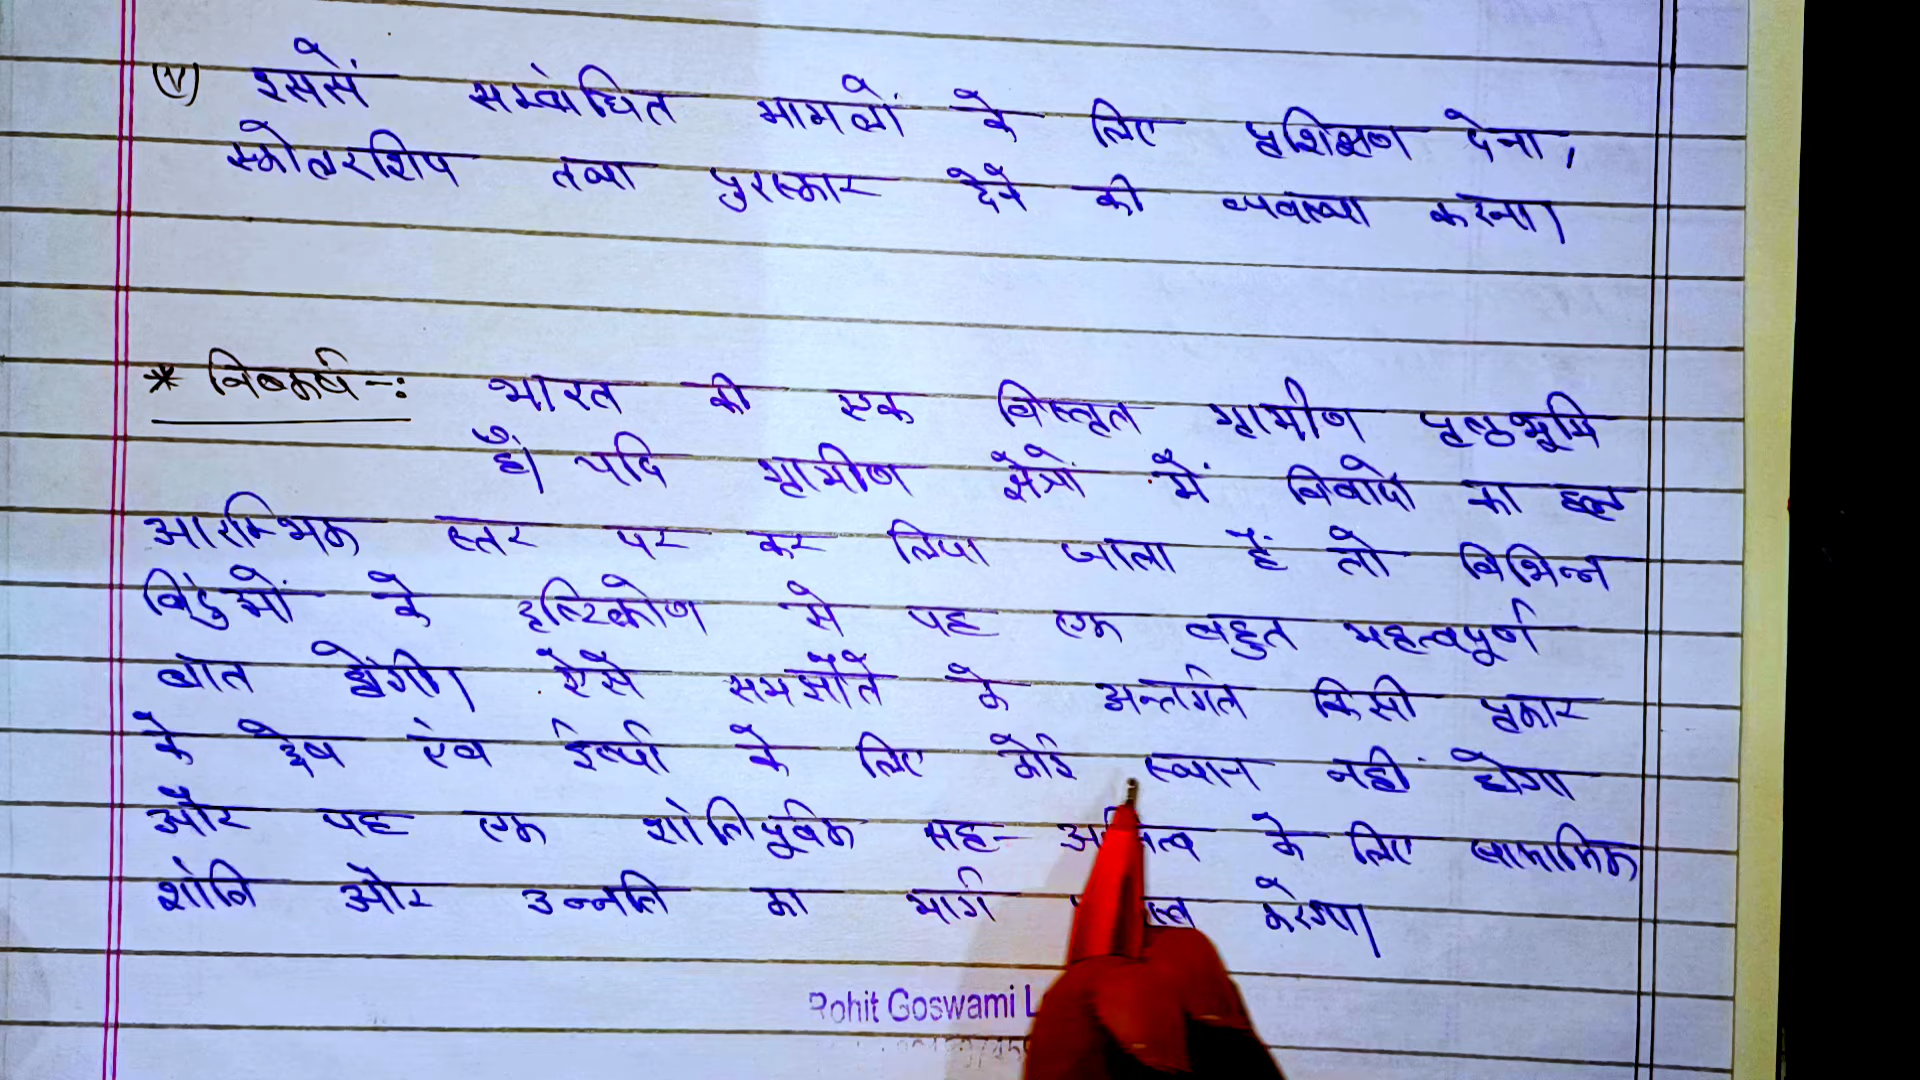 (V) इससें सम्बंधित मामलों के लिए प्रशिक्षण देना,
स्कोलरशिप तथा पुरस्कार देने की व्यवस्था करना।
* निष्कर्ष -: भारत की एक विस्तृत ग्रामीण पृष्ठभूमि
हैं। यदि ग्रामीण क्षेत्रों में विवादो का हल
आरम्भिक स्तर पर कर लिया जाता हैं तो विभिन्न
बिंदुओं के दृष्टिकोण से यह एक बहुत महत्वपूर्ण
बात होगी। ऐसे समझौते के अन्तर्गत किसी प्रकार
के द्वेष एंव ईर्ष्या के लिए कोई स्थान नहीं होगा
और यह एक शांतिपूर्वक सह- के लिए
शांति और उन्नति का मार्ग करेगा।
Rohit Goswami L